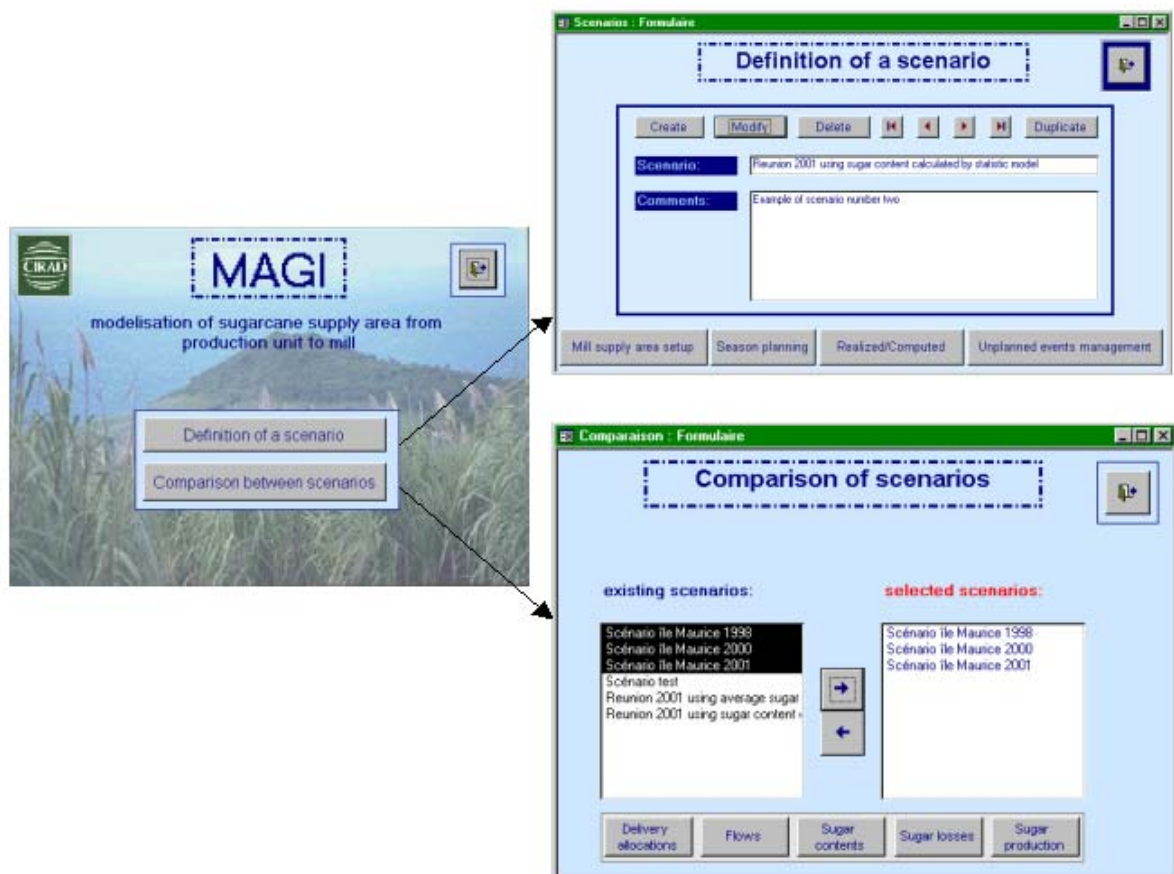 CIRAD
MAGI
modelisation of sugarcane supply area from
production unit to mill
Definition of a scenario
Comparison between scenarios
Scenarios : Formulaire
Definition of a scenario
Create Modify Delete Duplicate
Scenario: Reunion 2001 using sugar content calculated by statistic model
Comments: Example of scenario number two
Mill supply area setup Season planning Realized/Computed Unplanned events management
Comparaison : Formulaire
Comparison of scenarios
existing scenarios: selected scenarios:
Scénario île Maurice 1998
Scénario île Maurice 2000
Scénario île Maurice 2001
Scénario test
Reunion 2001 using average sugar
Reunion 2001 using sugar content
Scénario île Maurice 1998
Scénario île Maurice 2000
Scénario île Maurice 2001
Delivery
allocations
Flows
Sugar
contents
Sugar losses
Sugar
production